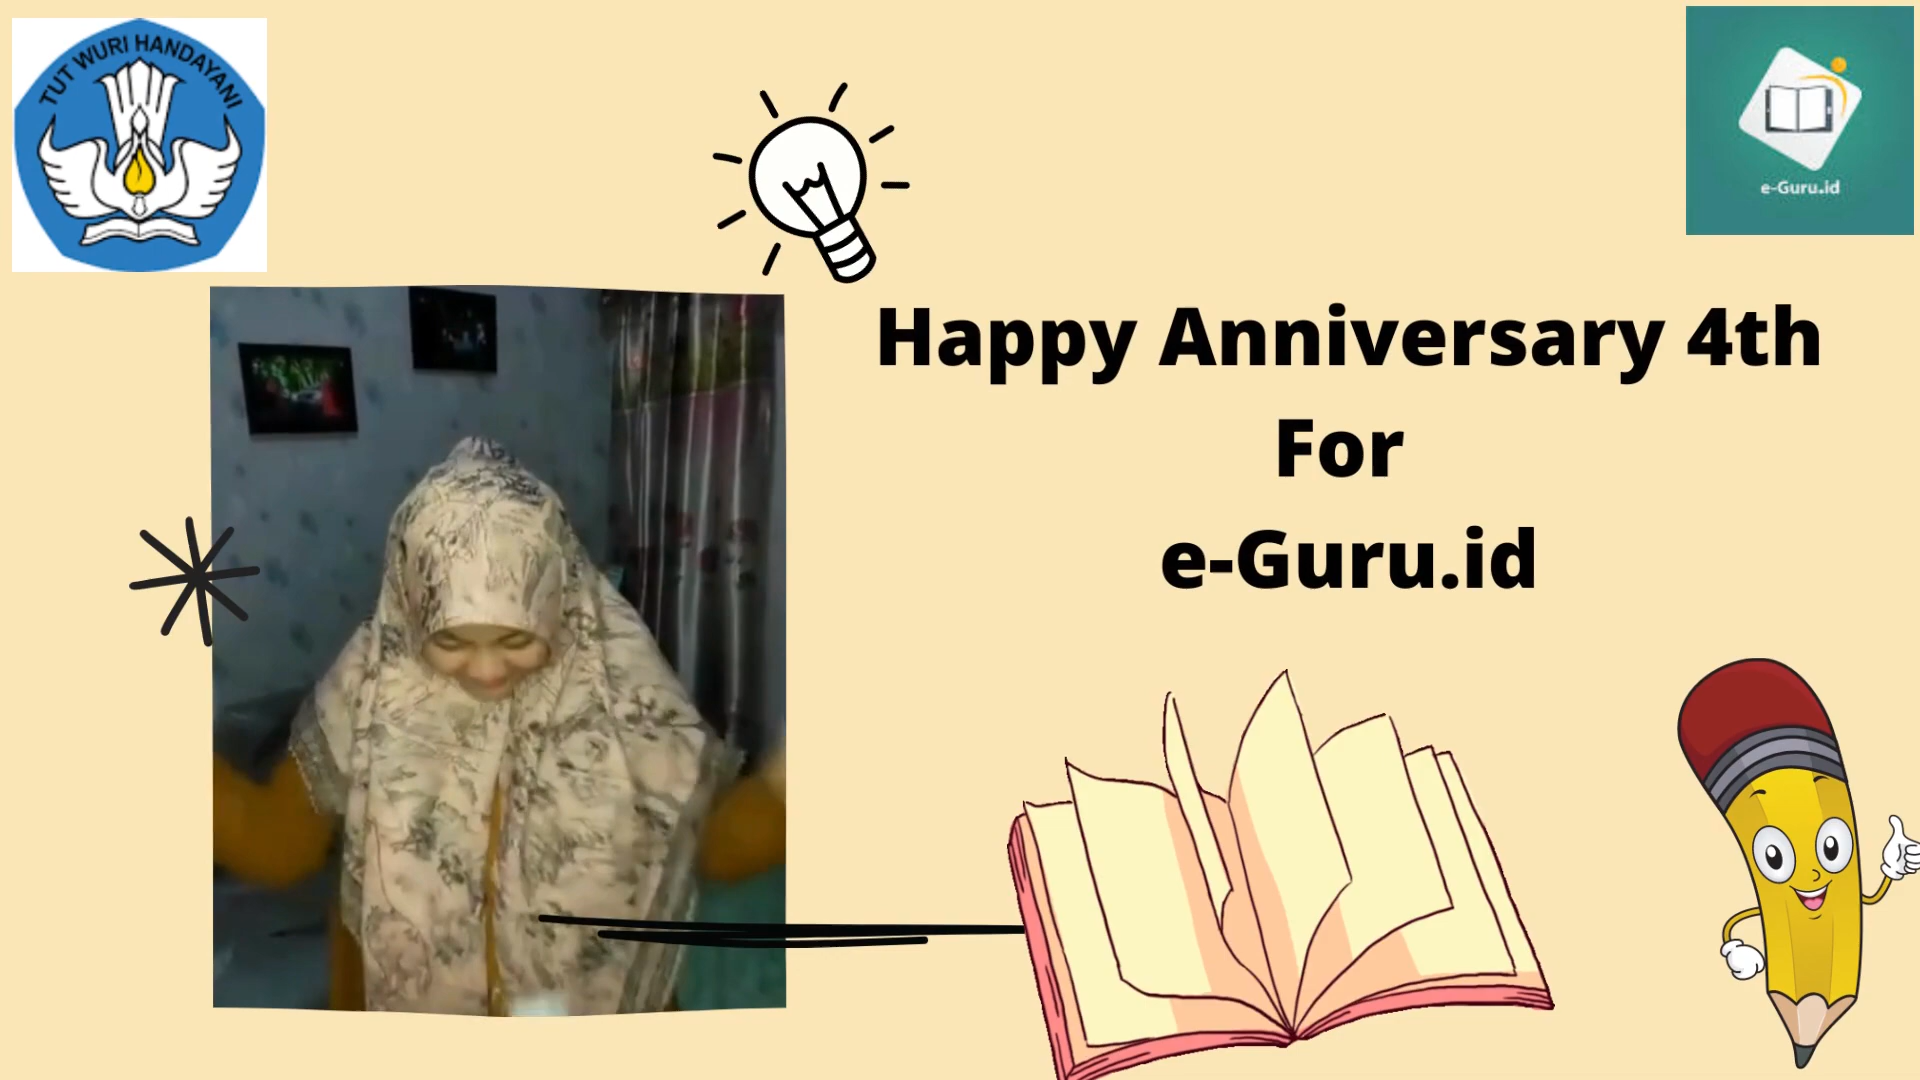 TUT WURI HANDAYANI
e-Guru.id
Happy Anniversary 4th
For
e-Guru.id